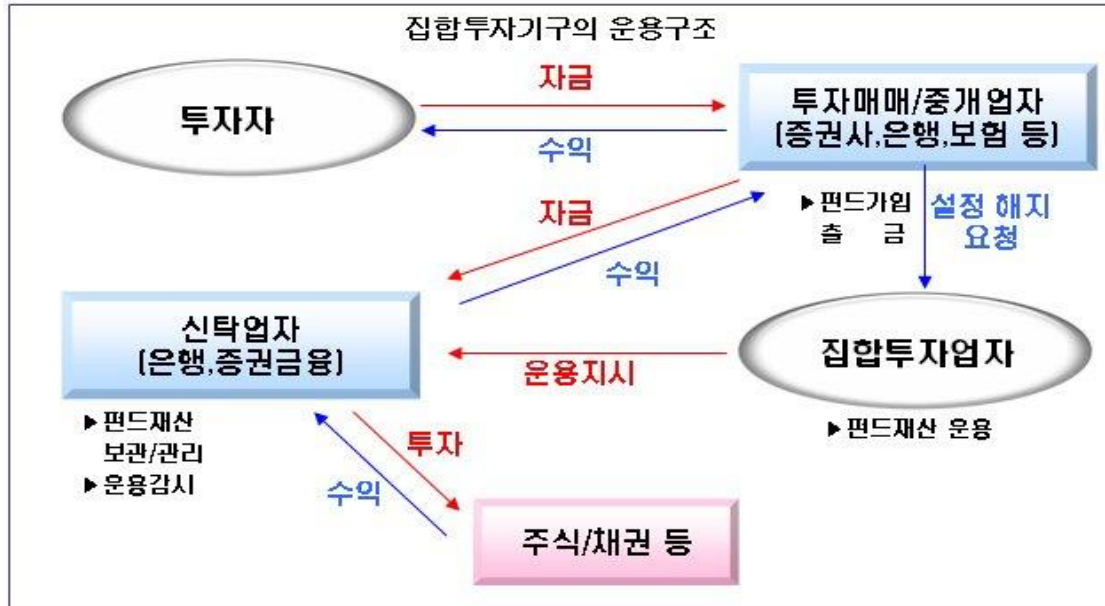 집합투자기구의 운용구조
투자자
자금
수익
투자매매/중개업자
(증권사,은행,보험 등)
자금
수익
▶펀드가입
출 금
설정 해지
요청
신탁업자
(은행,증권금융)
운용지시
집합투자업자
▶펀드재산
보관/관리
▶운용감시
투자
수익
▶펀드재산 운용
주식/채권 등